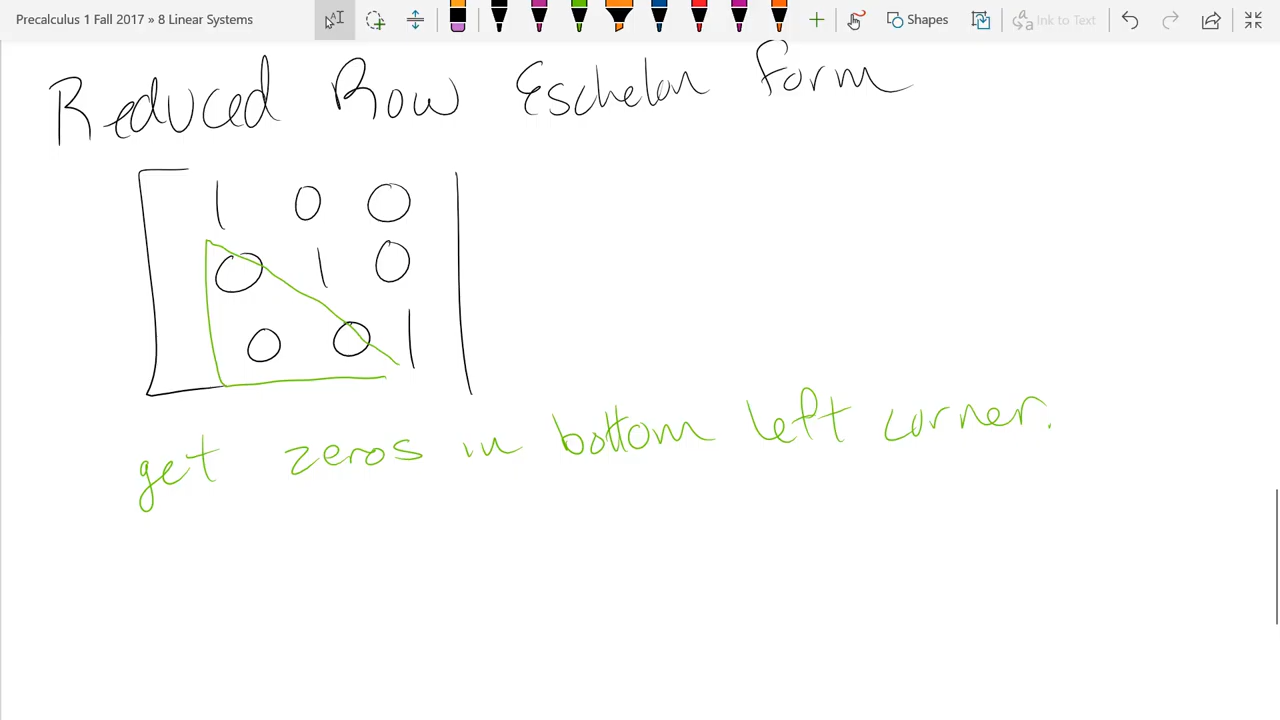 Precalculus 1 Fall 2017 » 8 Linear Systems
Shapes
Ink to Text
Reduced Row Eschelon Form
1 0 0
0 1 0
0 0 1
get zeros in bottom left corner.